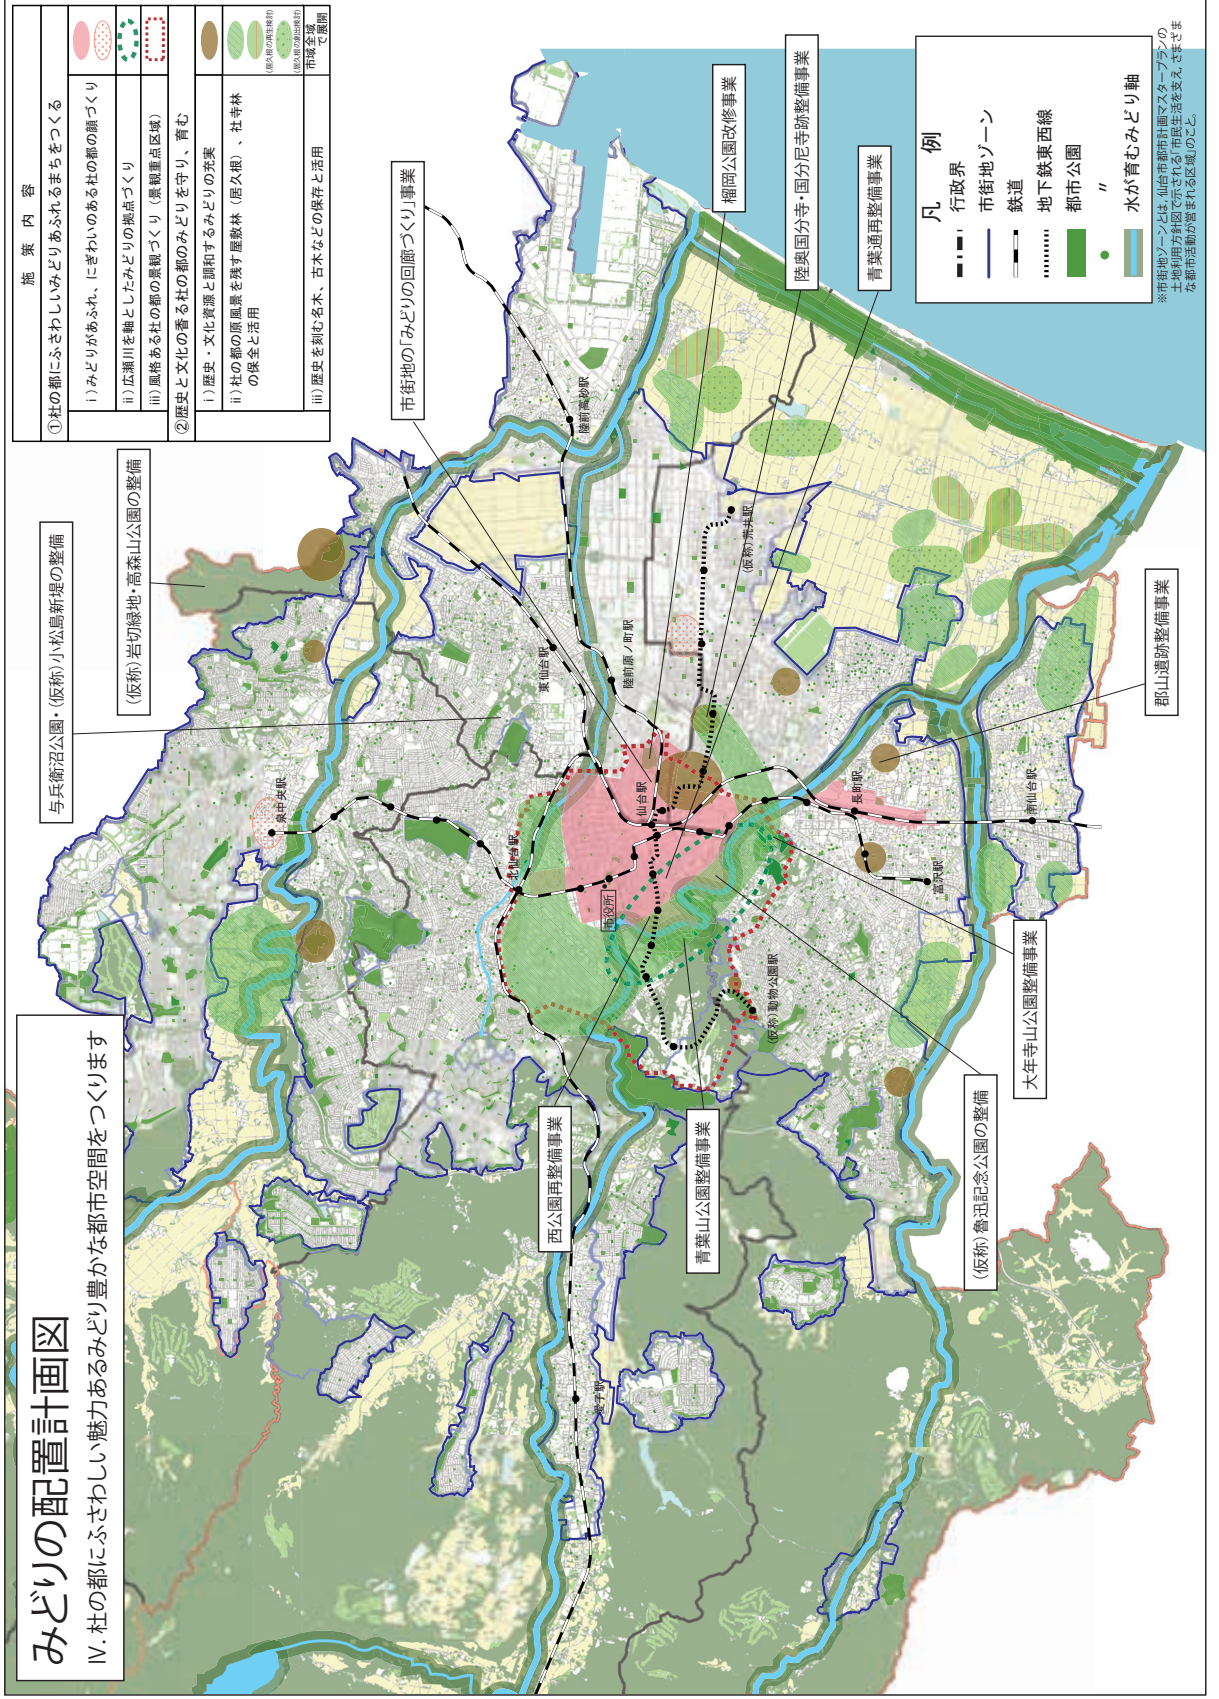 みどりの配置計画図
Ⅳ. 杜の都にふさわしい魅力あるみどり豊かな都市空間をつくります
施 策 内 容
①杜の都にふさわしいみどりあふれるまちをつくる
ⅰ)みどりがあふれ、にぎわいのある杜の都の顔づくり
ⅱ)広瀬川を軸としたみどりの拠点づくり
ⅲ)風格ある杜の都の景観づくり(景観重点区域)
②歴史と文化の香る杜の都のみどりを守り、育む
ⅰ)歴史・文化資源と調和するみどりの充実
ⅱ)杜の都の原風景を残す屋敷林(居久根)、社寺林
の保全と活用
(居久根の再生検討)
(居久根の創出検討)
ⅲ)歴史を刻む名木、古木などの保存と活用
市域全域
で展開
与兵衛沼公園・(仮称)小松島新堤の整備
(仮称)岩切緑地・高森山公園の整備
市街地の「みどりの回廊づくり」事業
榴岡公園改修事業
陸奥国分寺・国分尼寺跡整備事業
青葉通再整備事業
郡山遺跡整備事業
大年寺山公園整備事業
(仮称)魯迅記念公園の整備
青葉山公園整備事業
西公園再整備事業
泉中央駅
北仙台駅
東仙台駅
陸前原ノ町駅
陸前高砂駅
(仮称)荒井駅
仙台駅
市役所
長町駅
南仙台駅
富沢駅
(仮称)動物公園駅
愛子駅
凡 例
行政界
市街地ゾーン
鉄道
地下鉄東西線
都市公園
〃
水が育むみどり軸
※市街地ゾーンとは、仙台市都市計画マスタープランの
土地利用方針図で示される「市民生活を支え、さまざま
な都市活動が営まれる区域」のこと。